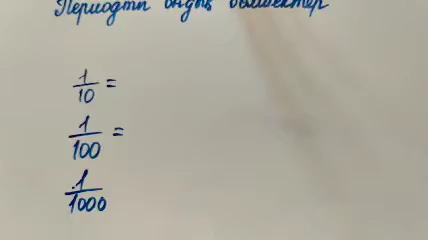 Периодты ондық бөлшектер
1/10 =
1/100 =
1/1000